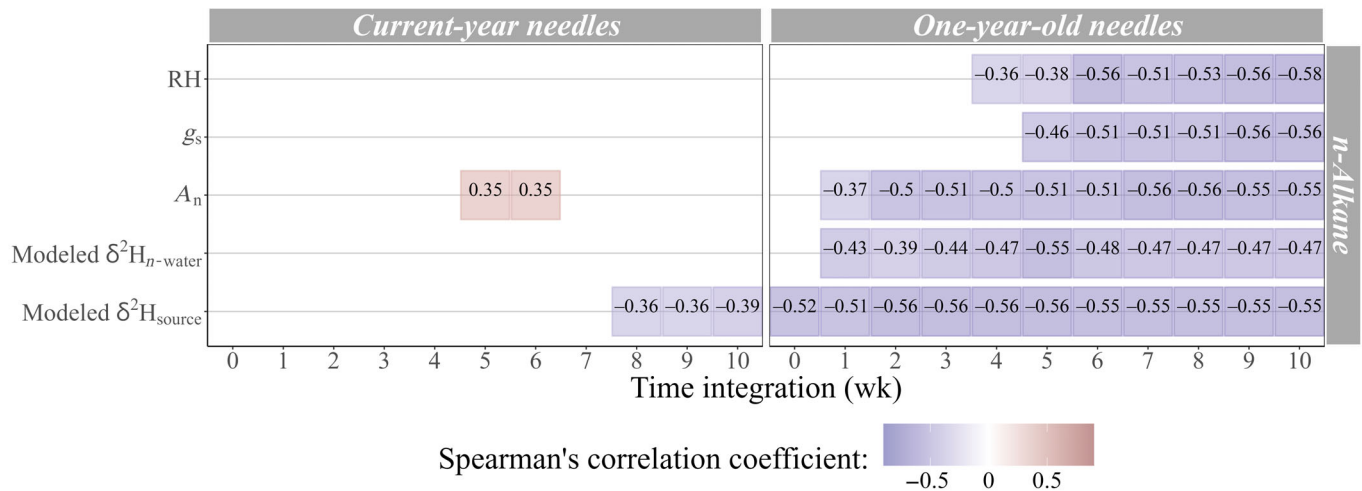 Current-year needles One-year-old needles
RH −0.36 −0.38 −0.56 −0.51 −0.53 −0.56 −0.58
gs −0.46 −0.51 −0.51 −0.51 −0.56 −0.56
An 0.35 0.35 −0.37 −0.5 −0.51 −0.5 −0.51 −0.51 −0.56 −0.56 −0.55 −0.55
Modeled δ²Hn-water −0.43 −0.39 −0.44 −0.47 −0.55 −0.48 −0.47 −0.47 −0.47 −0.47
Modeled δ²Hsource −0.36 −0.36 −0.39 −0.52 −0.51 −0.56 −0.56 −0.56 −0.56 −0.55 −0.55 −0.55 −0.55 −0.55
n-Alkane
0 1 2 3 4 5 6 7 8 9 10 0 1 2 3 4 5 6 7 8 9 10
Time integration (wk)
Spearman's correlation coefficient:
−0.5 0 0.5